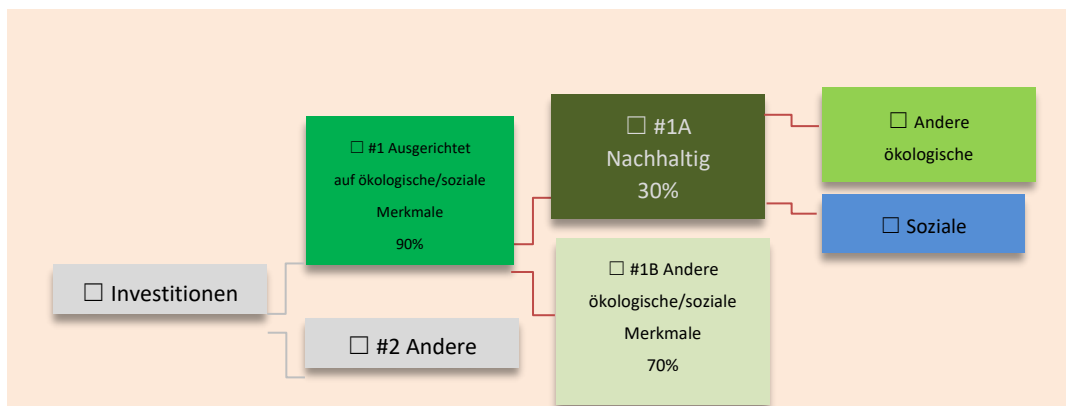 ☐ Investitionen
☐ #1 Ausgerichtet
auf ökologische/soziale
Merkmale
90%
☐ #2 Andere
☐ #1A
Nachhaltig
30%
☐ #1B Andere
ökologische/soziale
Merkmale
70%
☐ Andere
ökologische
☐ Soziale